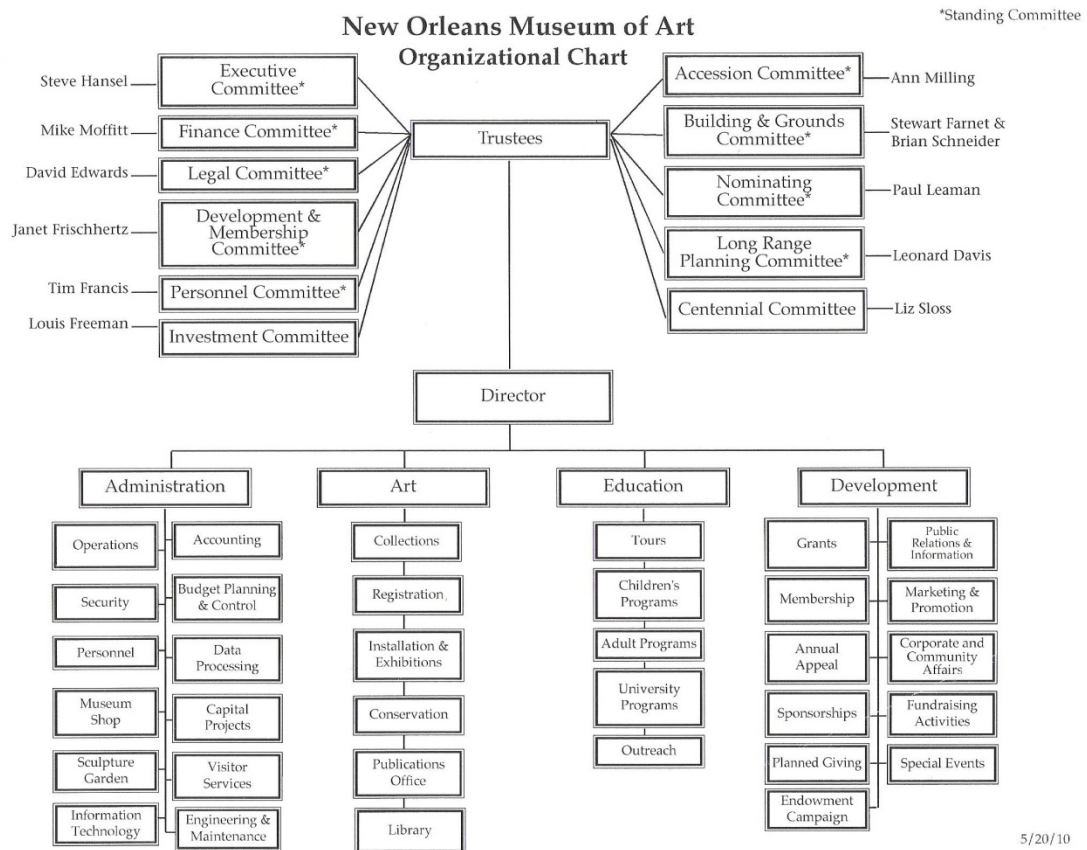 *Standing Committee
New Orleans Museum of Art
Organizational Chart
Steve Hansel
Executive
Committee*
Mike Moffitt
Finance Committee*
David Edwards
Legal Committee*
Janet Frischhertz
Development &
Membership
Committee*
Tim Francis
Personnel Committee*
Louis Freeman
Investment Committee
Trustees
Accession Committee*
Ann Milling
Building & Grounds
Committee*
Stewart Farnet &
Brian Schneider
Nominating
Committee*
Paul Leaman
Long Range
Planning Committee*
Leonard Davis
Centennial Committee
Liz Sloss
Director
Administration
Art
Education
Development
Operations
Accounting
Security
Budget Planning
& Control
Personnel
Data
Processing
Museum
Shop
Capital
Projects
Sculpture
Garden
Visitor
Services
Information
Technology
Engineering &
Maintenance
Collections
Registration
Installation &
Exhibitions
Conservation
Publications
Office
Library
Tours
Children's
Programs
Adult Programs
University
Programs
Outreach
Grants
Public
Relations &
Information
Membership
Marketing &
Promotion
Annual
Appeal
Corporate and
Community
Affairs
Sponsorships
Fundraising
Activities
Planned Giving
Special Events
Endowment
Campaign
5/20/10